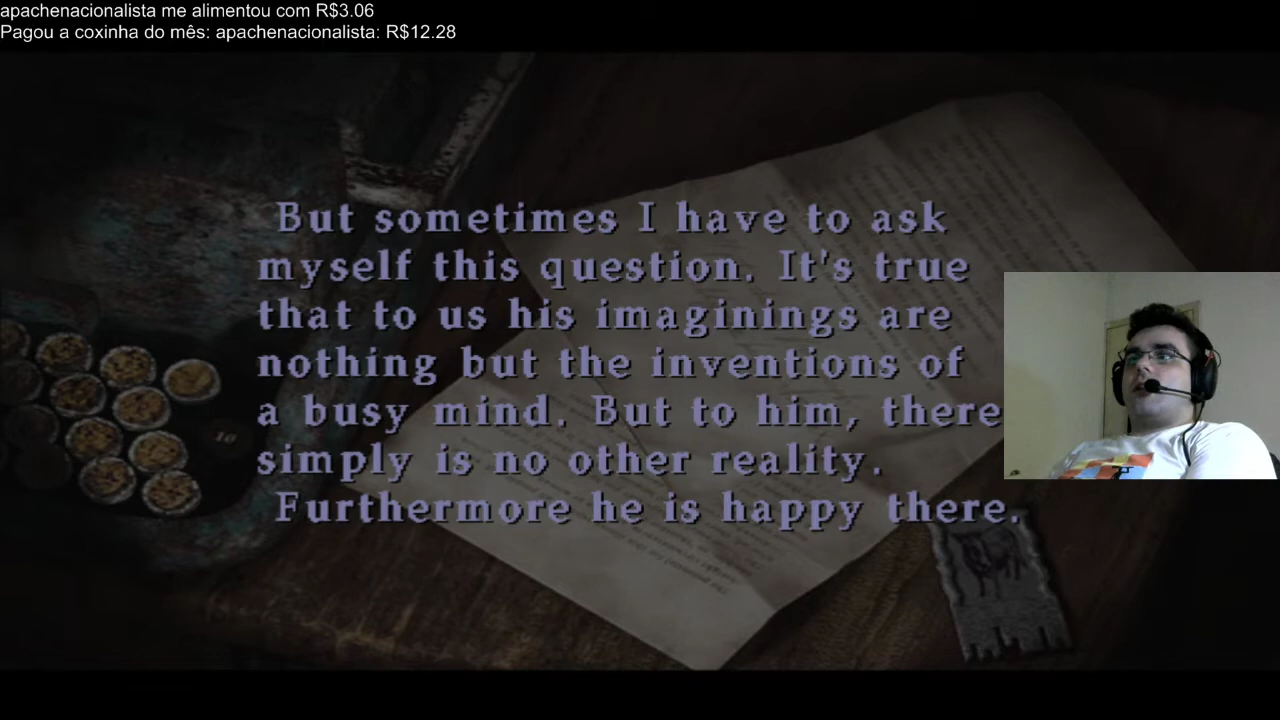 apachenacionalista me alimentou com R$3.06
Pagou a coxinha do mês: apachenacionalista: R$12.28
But sometimes I have to ask
myself this question. It's true
that to us his imaginings are
nothing but the inventions of
a busy mind. But to him, there
simply is no other reality.
Furthermore he is happy there.
10